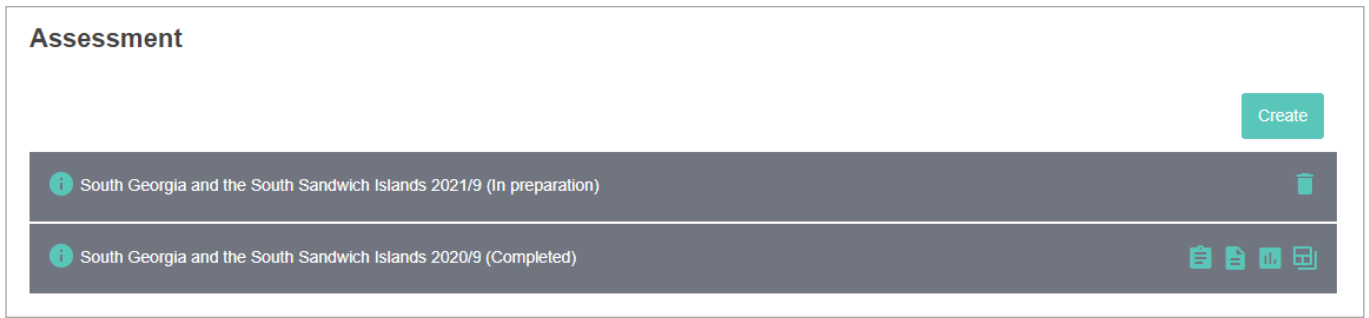 Assessment
Create
South Georgia and the South Sandwich Islands 2021/9 (In preparation)
South Georgia and the South Sandwich Islands 2020/9 (Completed)